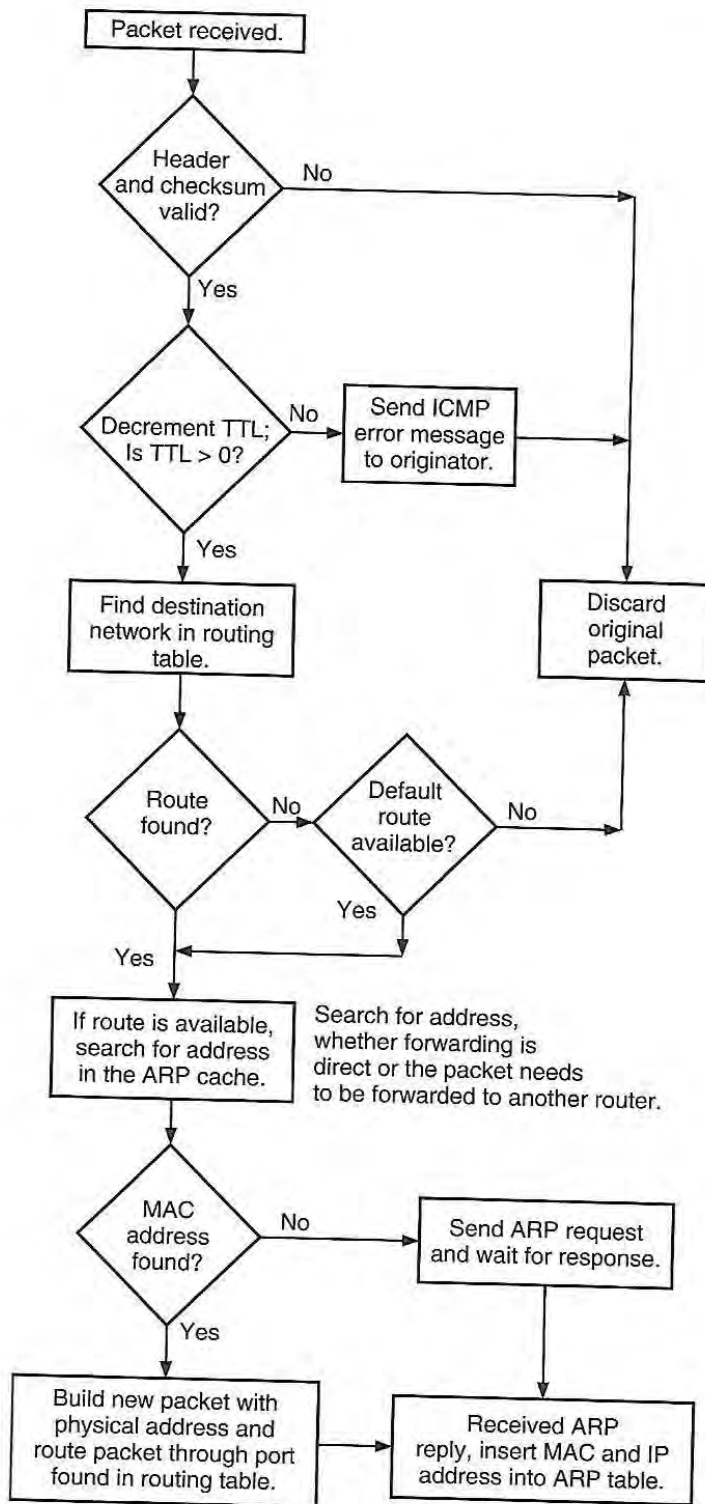 Packet received.
Header
and checksum
valid?
No
Yes
Decrement TTL;
Is TTL > 0?
No
Send ICMP
error message
to originator.
Yes
Find destination
network in routing
table.
Discard
original
packet.
Route
found?
No
Default
route
available?
No
Yes
Yes
If route is available,
search for address
in the ARP cache.
Search for address,
whether forwarding is
direct or the packet needs
to be forwarded to another router.
MAC
address
found?
No
Send ARP request
and wait for response.
Yes
Build new packet with
physical address and
route packet through port
found in routing table.
Received ARP
reply, insert MAC and IP
address into ARP table.